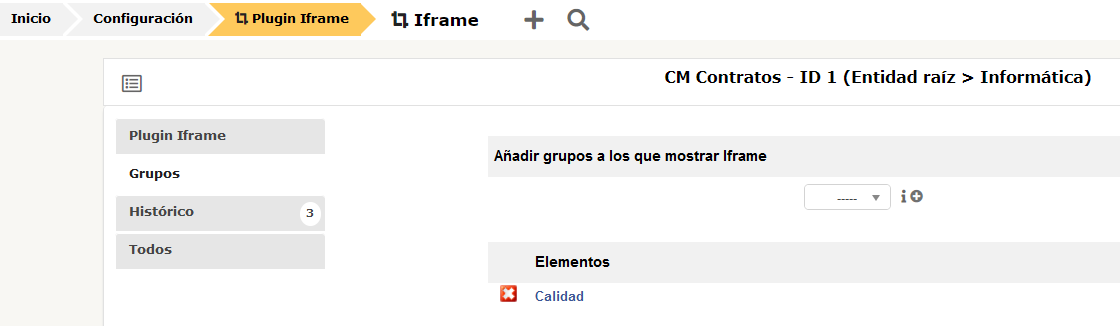 Inicio Configuración Plugin Iframe Iframe
CM Contratos - ID 1 (Entidad raíz > Informática)
Plugin Iframe
Grupos
Histórico 3
Todos
Añadir grupos a los que mostrar Iframe
-----
Elementos
Calidad